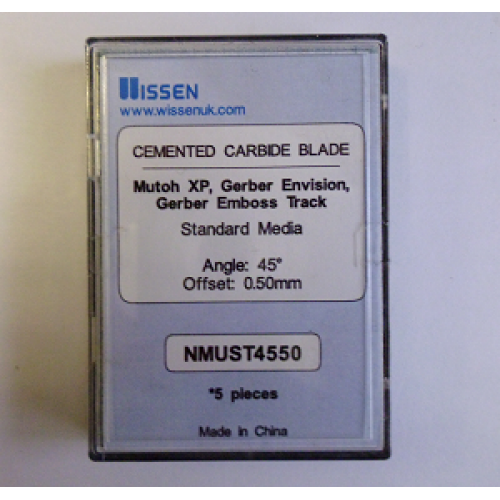 WISSEN
www.wissenuk.com
CEMENTED CARBIDE BLADE
Mutoh XP, Gerber Envision,
Gerber Emboss Track
Standard Media
Angle: 45°
Offset: 0.50mm
NMUST4550
*5 pieces
Made in China